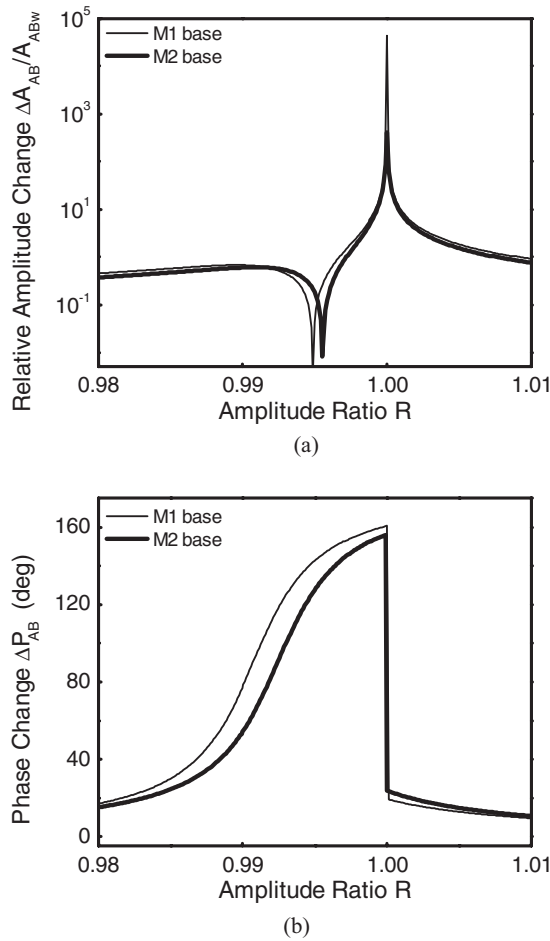 M1 base
M2 base
Relative Amplitude Change ΔA_AB/A_ABw
10^5
10^3
10^1
10^-1
0.98 0.99 1.00 1.01
Amplitude Ratio R
(a)
M1 base
M2 base
Phase Change ΔP_AB (deg)
160
120
80
40
0
0.98 0.99 1.00 1.01
Amplitude Ratio R
(b)